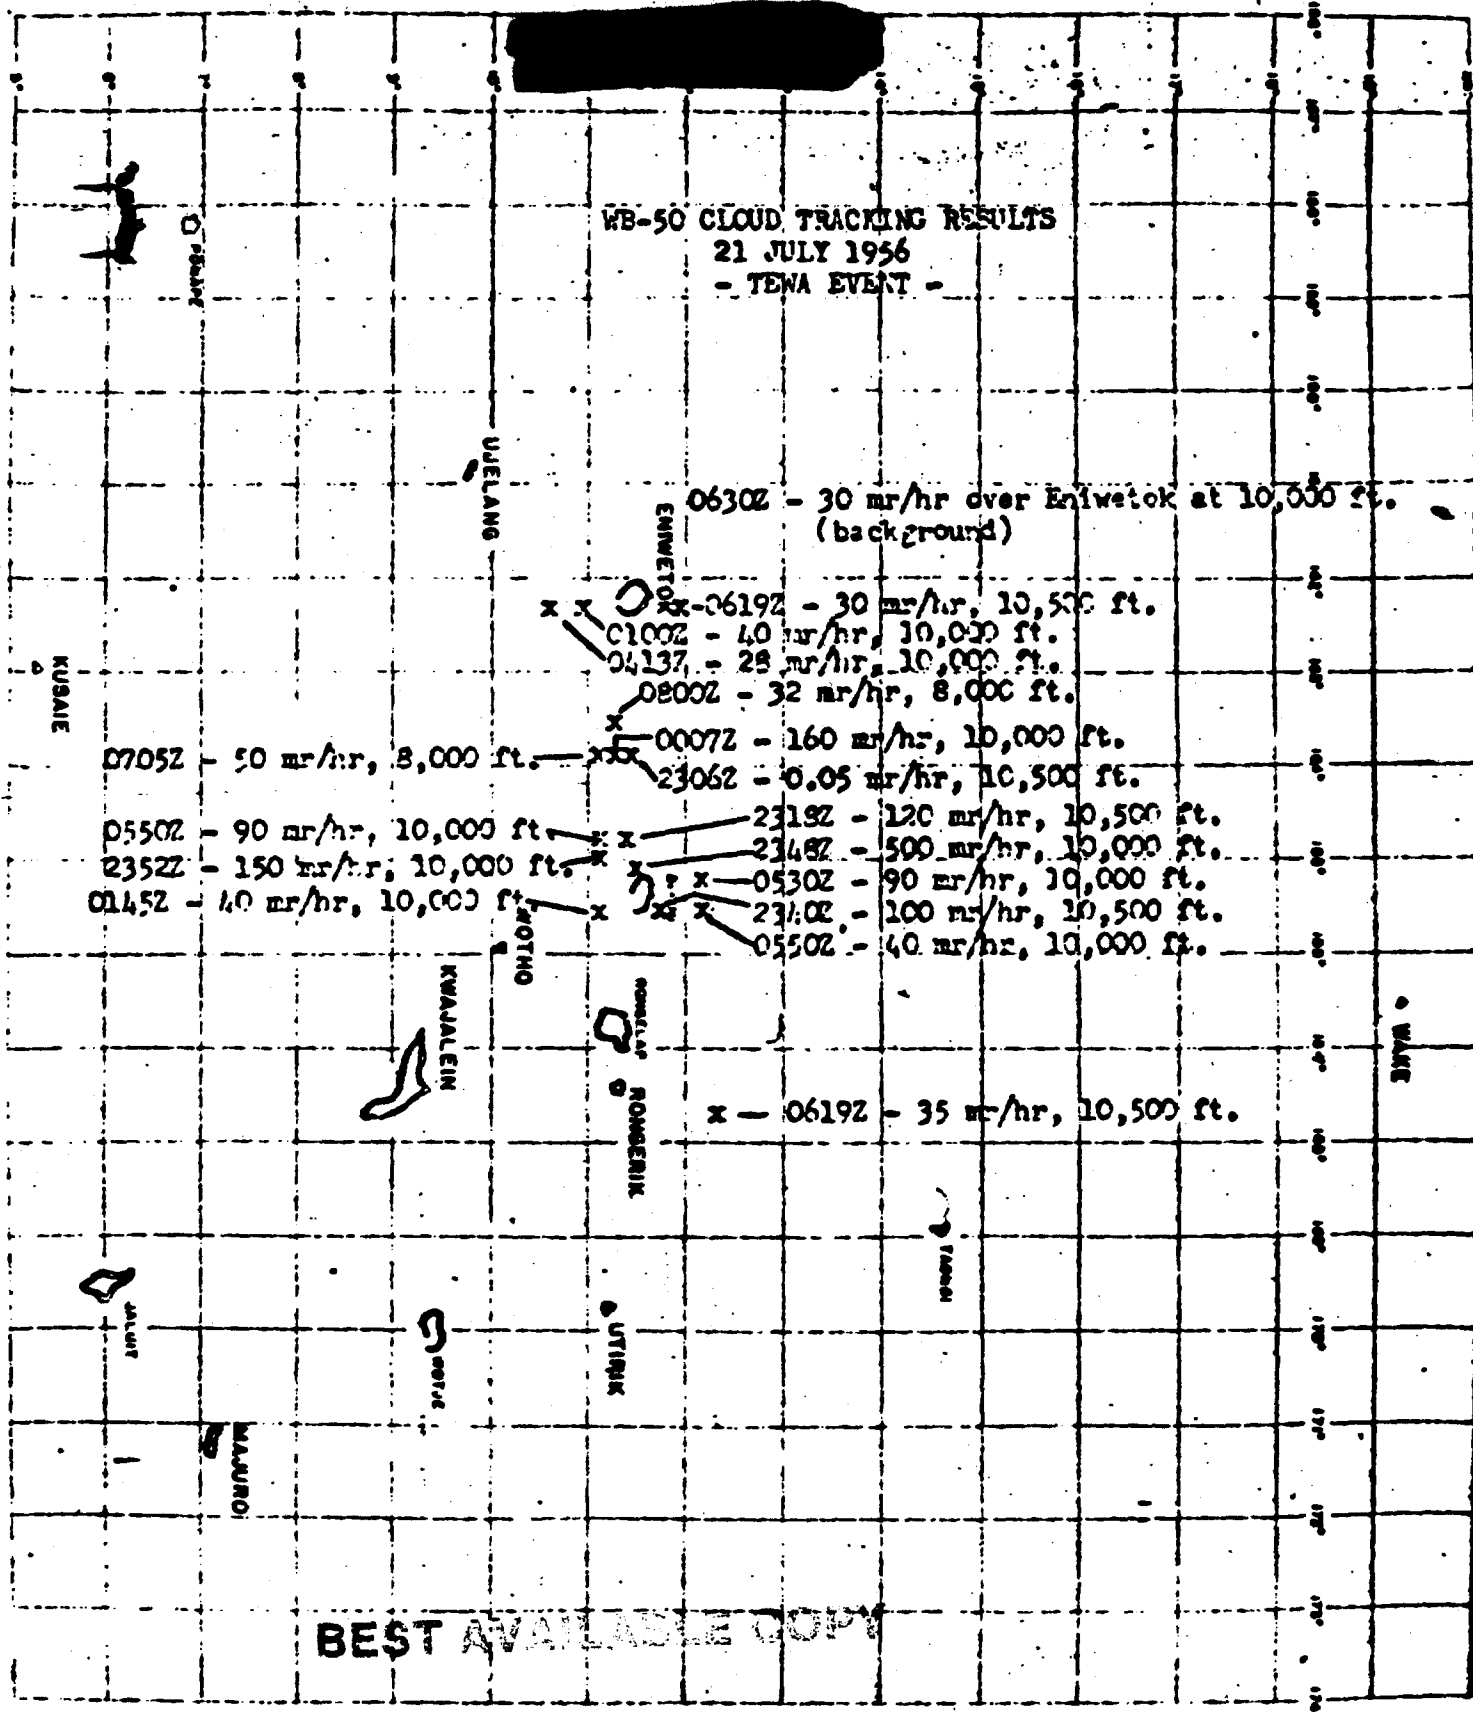 WB-50 CLOUD TRACKING RESULTS
21 JULY 1956
- TEWA EVENT -
PONAPE
UJELANG
ENIWETOK
0630Z - 30 mr/hr over Eniwetok at 10,000 ft.
(background)
x-0619Z - 30 mr/hr, 10,500 ft.
0100Z - 40 mr/hr, 10,000 ft.
0413Z - 28 mr/hr, 10,000 ft.
0800Z - 32 mr/hr, 8,000 ft.
KUSAIE
0007Z - 160 mr/hr, 10,000 ft.
0705Z - 50 mr/hr, 8,000 ft.
2306Z - 0.05 mr/hr, 10,500 ft.
2318Z - 120 mr/hr, 10,500 ft.
0550Z - 90 mr/hr, 10,000 ft.
2348Z - 500 mr/hr, 10,000 ft.
2352Z - 150 mr/hr, 10,000 ft.
0530Z - 90 mr/hr, 10,000 ft.
0145Z - 40 mr/hr, 10,000 ft.
2340Z - 100 mr/hr, 10,500 ft.
0550Z - 40 mr/hr, 10,000 ft.
WOTHO
KWAJALEIN
RONGELAP
WAKE
RONGERIK
x - 0619Z - 35 mr/hr, 10,500 ft.
TAONGI
JALUIT
WOTJE
UTIRIK
MAJURO
BEST AVAILABLE COPY